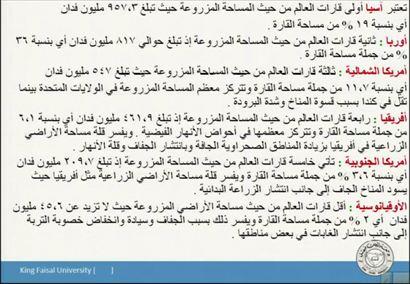 تعتبر آسيا أولى قارات العالم من حيث المساحة المزروعة حيث تبلغ ٩٥٧،٣ مليون فدان
أي بنسبة ١٩ % من مساحة القارة .
أوربا : ثانية قارات العالم من حيث المساحة المزروعة إذ تبلغ حوالي ٨١٧ مليون فدان أي بنسبة ٣٦
% من جملة مساحة القارة .
أمريكا الشمالية : ثالثة قارات العالم من حيث المساحة المزروعة حيث تبلغ ٥٤٧ مليون فدان أي
بنسبة ١١،٧ % من جملة مساحة القارة وتتركز معظم المساحة المزروعة في الولايات المتحدة بينما
تقل في كندا بسبب قسوة المناخ وشدة البرودة .
أفريقيا : رابعة قارات العالم من حيث المساحة المزروعة إذ تبلغ ٤٦١،٩ مليون فدان أي بنسبة ٦،١
% من جملة مساحة القارة وتتركز معظمها في أحواض الأنهار الفيضية . ويفسر قلة مساحة الأراضي
الزراعية في أفريقيا بزيادة المناطق الصحراوية الجافة وبانتشار الجفاف وقلة الأنهار .
أمريكا الجنوبية : تأتي خامسة قارات العالم من حيث المساحة المزروعة إذ تبلغ ٢٠٩،٧ مليون فدان
أي بنسبة ٣،٦ % من جملة مساحة القارة ويفسر قلة مساحة الأراضي الزراعية مثل أفريقيا حيث
يسود المناخ الجاف إلى جانب انتشار الزراعة البدائية .
الأوقيانوسية : أقل قارات العالم من حيث مساحة الأراضي المزروعة حيث لا تزيد عن ٤٥،٦ مليون
فدان أي ٢ % من جملة مساحة القارة ويفسر ذلك بسبب الجفاف وسيادة وانخفاض خصوبة التربة
إلى جانب انتشار الغابات في بعض مناطقها .
King Faisal University [ ]